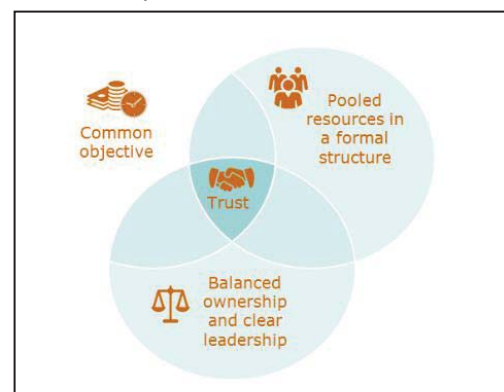 Common
objective
Pooled
resources in
a formal
structure
Trust
Balanced
ownership
and clear
leadership